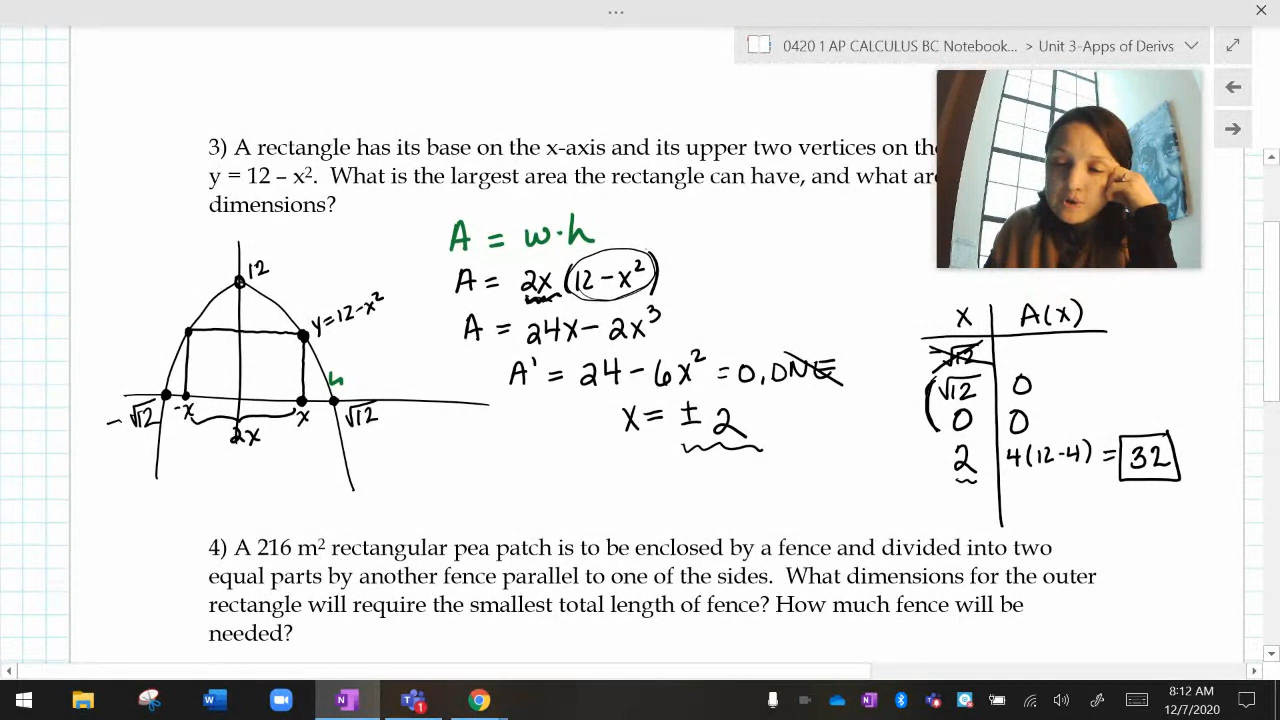 0420 1 AP CALCULUS BC Notebook... > Unit 3-Apps of Derivs
3) A rectangle has its base on the x-axis and its upper two vertices on the
y = 12 – x². What is the largest area the rectangle can have, and what are
dimensions?
A = w·h
A = 2x (12 - x²)
A = 24x - 2x³
A' = 24 - 6x² = 0, DNE
x = ± 2
12
y=12-x²
h
-√12
-x
x
√12
2x
x A(x)
-√12
√12 0
0 0
2 4(12-4) = 32
4) A 216 m² rectangular pea patch is to be enclosed by a fence and divided into two
equal parts by another fence parallel to one of the sides. What dimensions for the outer
rectangle will require the smallest total length of fence? How much fence will be
needed?
8:12 AM
12/7/2020